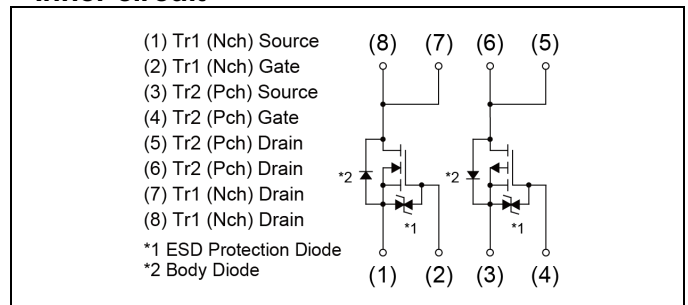 (1) Tr1 (Nch) Source
(2) Tr1 (Nch) Gate
(3) Tr2 (Pch) Source
(4) Tr2 (Pch) Gate
(5) Tr2 (Pch) Drain
(6) Tr2 (Pch) Drain
(7) Tr1 (Nch) Drain
(8) Tr1 (Nch) Drain
*1 ESD Protection Diode
*2 Body Diode
(8) (7) (6) (5)
*2 *2
*1 *1
(1) (2) (3) (4)